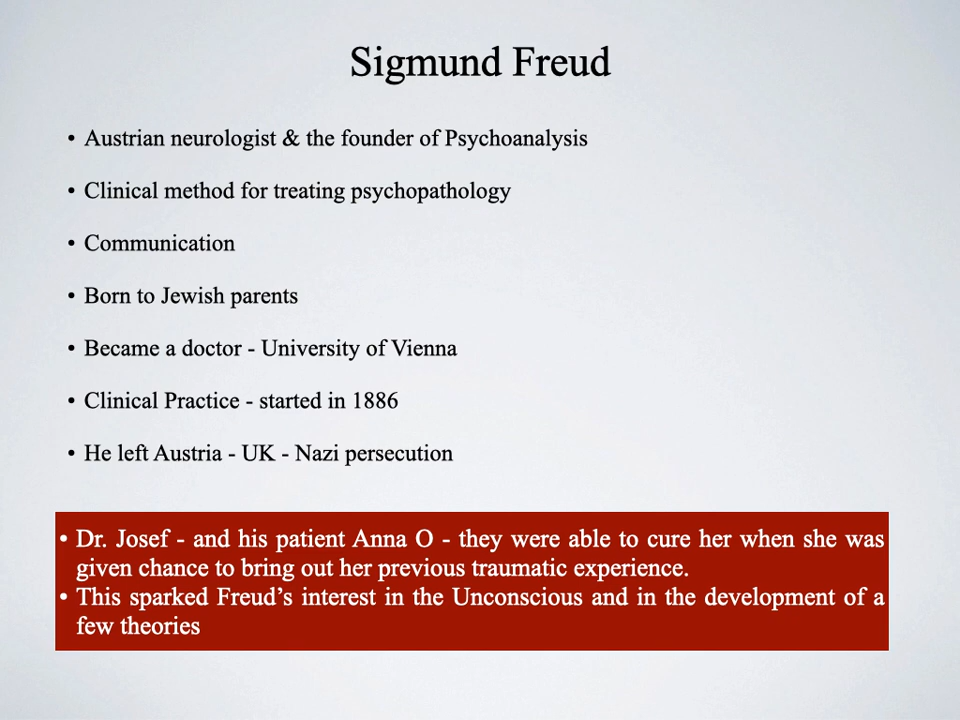 Sigmund Freud
• Austrian neurologist & the founder of Psychoanalysis
• Clinical method for treating psychopathology
• Communication
• Born to Jewish parents
• Became a doctor - University of Vienna
• Clinical Practice - started in 1886
• He left Austria - UK - Nazi persecution
• Dr. Josef - and his patient Anna O - they were able to cure her when she was
given chance to bring out her previous traumatic experience.
• This sparked Freud’s interest in the Unconscious and in the development of a
few theories